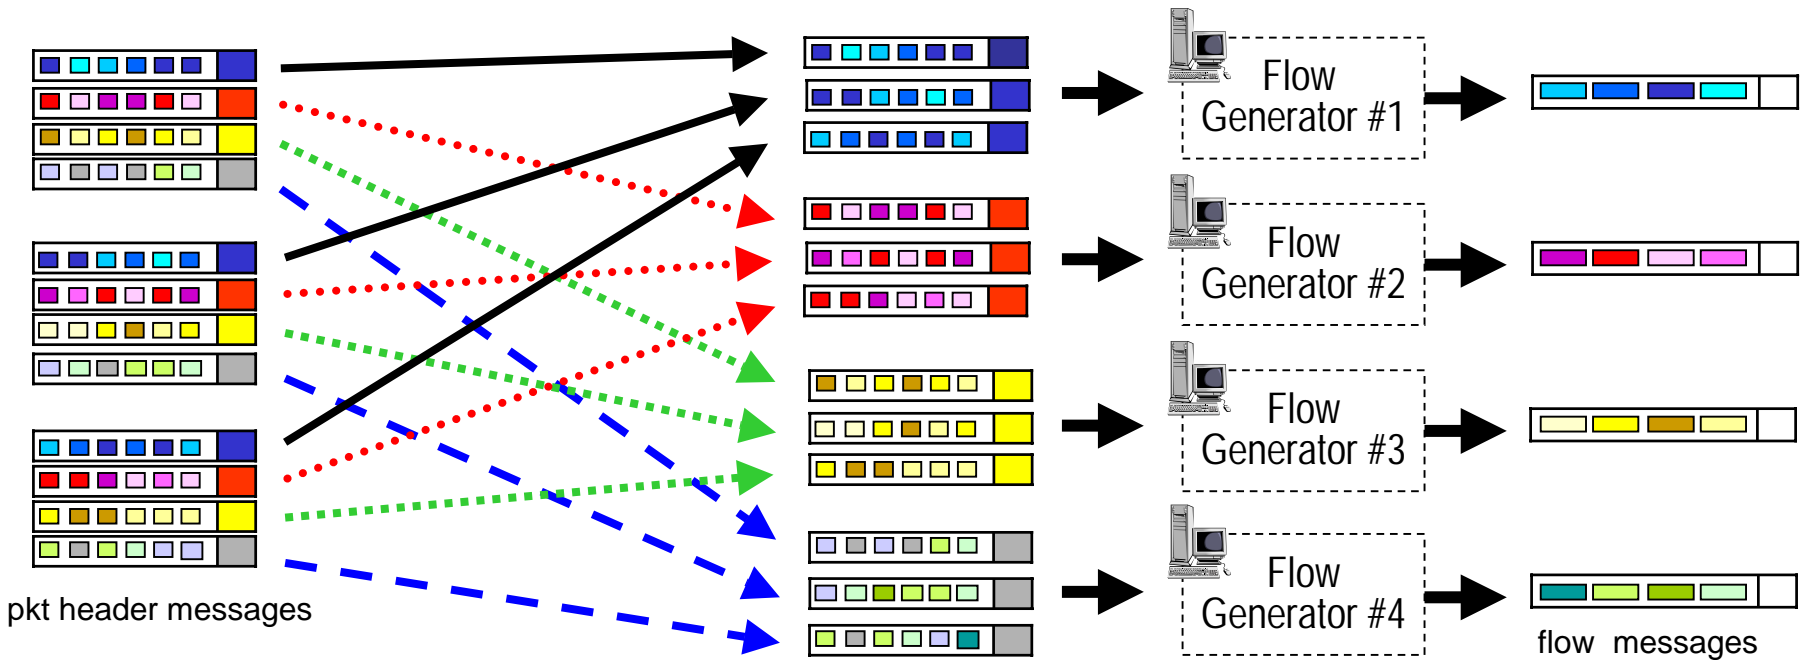 Flow
Generator #1
Flow
Generator #2
Flow
Generator #3
Flow
Generator #4
pkt header messages
flow messages